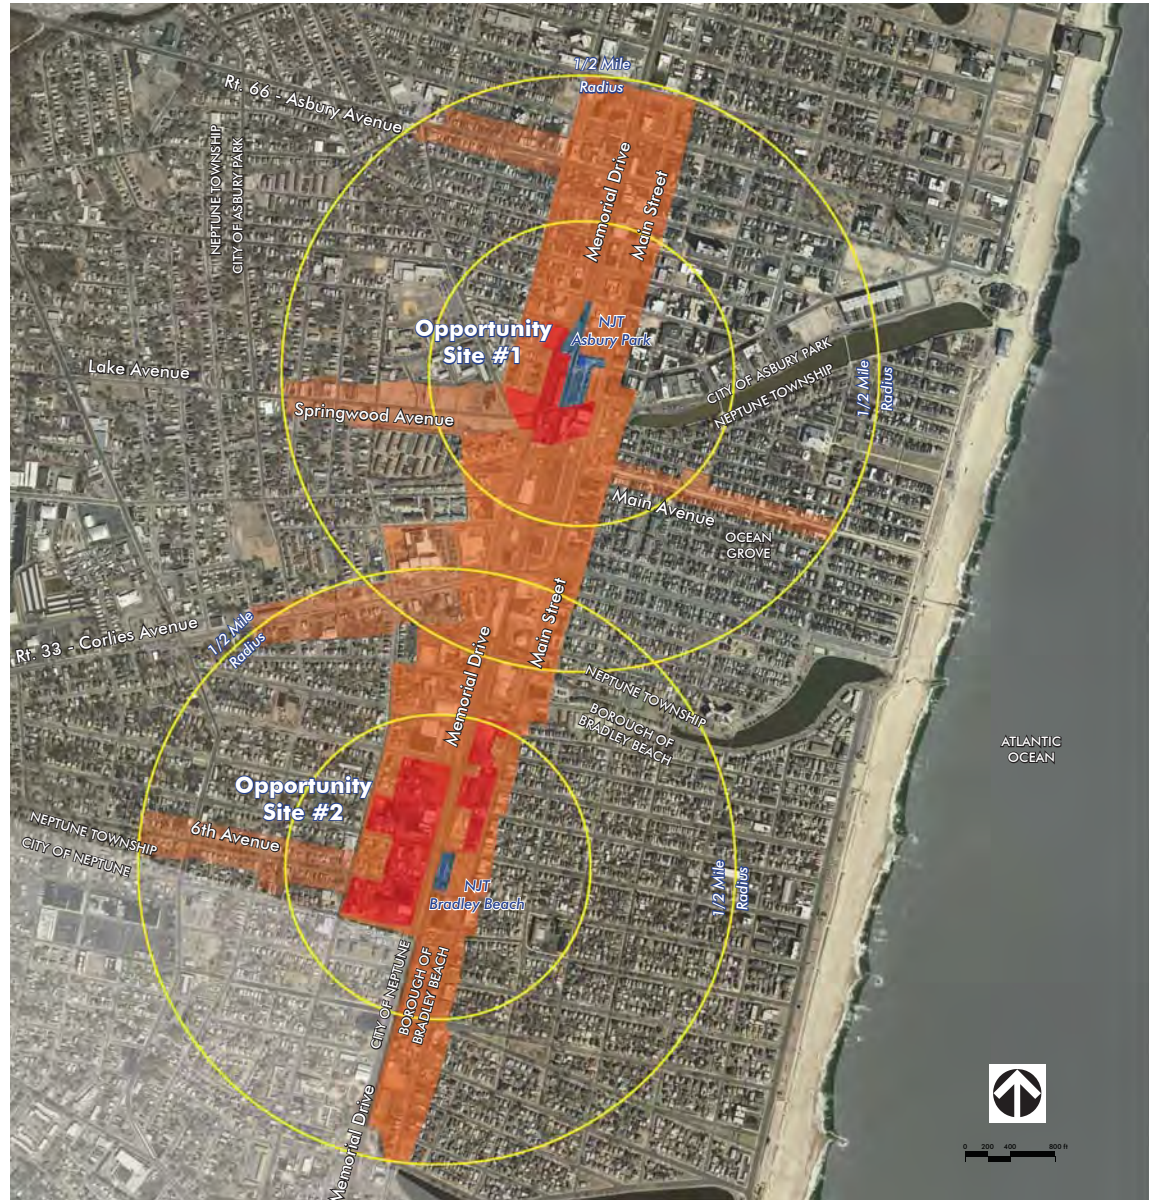 1/2 Mile
Radius
Rt. 66 - Asbury Avenue
NEPTUNE TOWNSHIP
CITY OF ASBURY PARK
Memorial Drive
Main Street
Opportunity
Site #1
NJT
Asbury Park
Lake Avenue
Springwood Avenue
CITY OF ASBURY PARK
NEPTUNE TOWNSHIP
1/2 Mile
Radius
Main Avenue
OCEAN
GROVE
Rt. 33 - Corlies Avenue
1/2 Mile
Radius
Memorial Drive
Main Street
NEPTUNE TOWNSHIP
BOROUGH OF
BRADLEY BEACH
ATLANTIC
OCEAN
Opportunity
Site #2
NEPTUNE TOWNSHIP
CITY OF NEPTUNE
6th Avenue
NJT
Bradley Beach
1/2 Mile
Radius
CITY OF NEPTUNE
BOROUGH OF
BRADLEY BEACH
Memorial Drive
0 200 400 800 ft